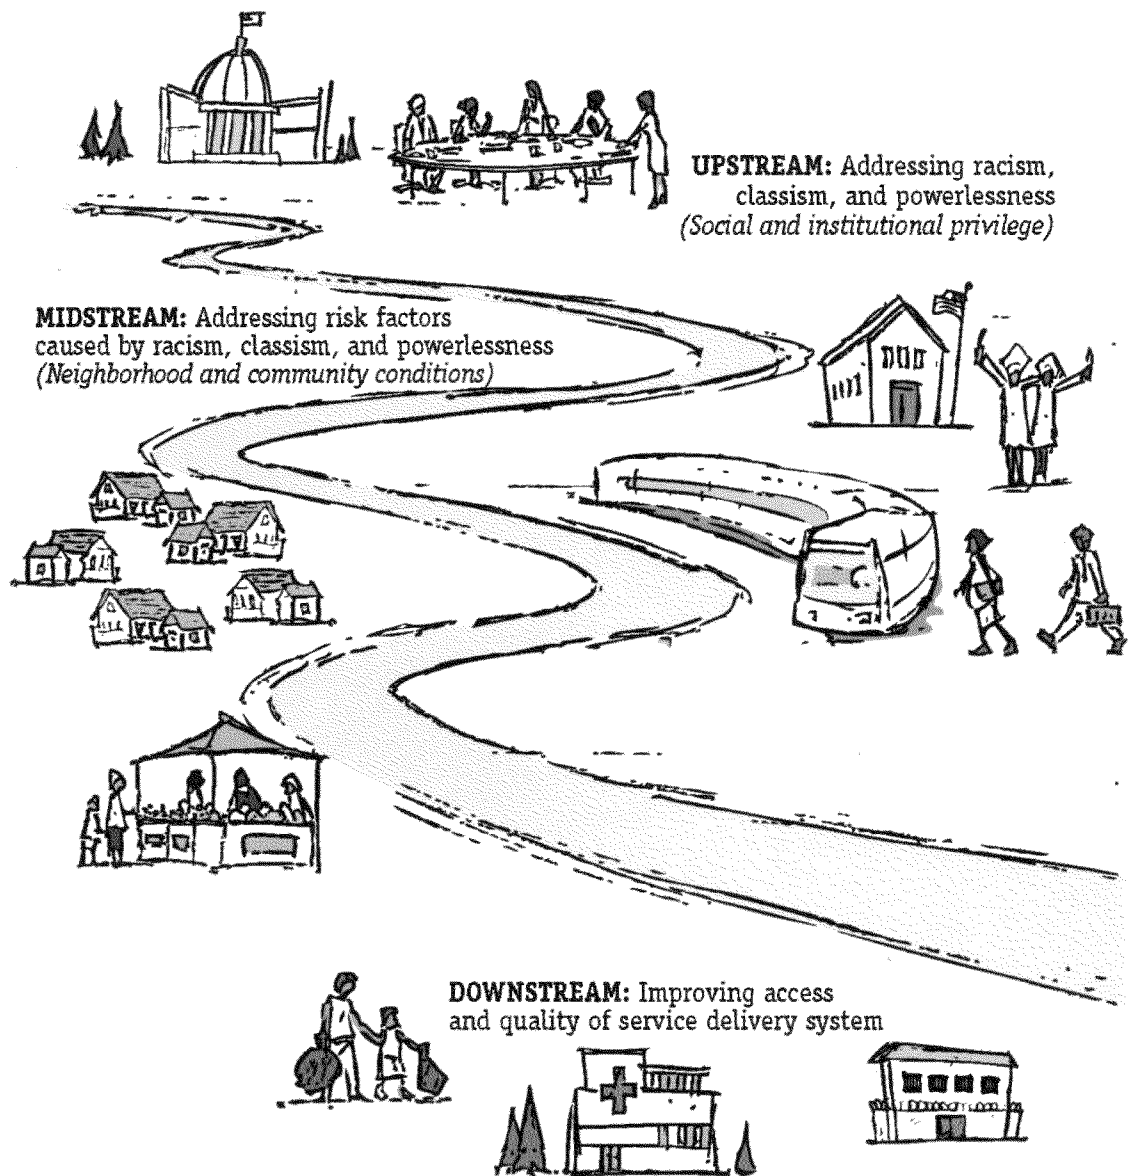 UPSTREAM: Addressing racism,
classism, and powerlessness
(Social and institutional privilege)
MIDSTREAM: Addressing risk factors
caused by racism, classism, and powerlessness
(Neighborhood and community conditions)
DOWNSTREAM: Improving access
and quality of service delivery system